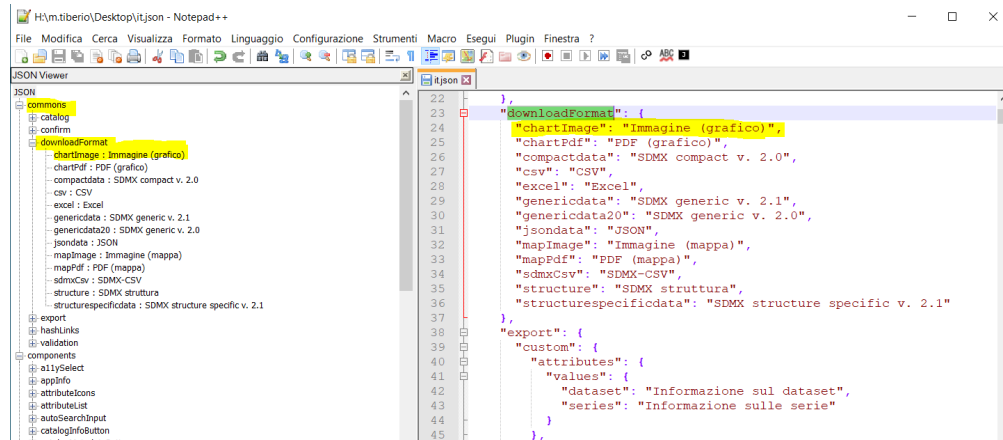 H:\m.tiberio\Desktop\it.json - Notepad++
File Modifica Cerca Visualizza Formato Linguaggio Configurazione Strumenti Macro Esegui Plugin Finestra ?
JSON Viewer
JSON
commons
catalog
confirm
downloadFormat
chartImage : Immagine (grafico)
chartPdf : PDF (grafico)
compactdata : SDMX compact v. 2.0
csv : CSV
excel : Excel
genericdata : SDMX generic v. 2.1
genericdata20 : SDMX generic v. 2.0
jsondata : JSON
mapImage : Immagine (mappa)
mapPdf : PDF (mappa)
sdmxCsv : SDMX-CSV
structure : SDMX struttura
structurespecificdata : SDMX structure specific v. 2.1
export
hashLinks
validation
components
a11ySelect
appInfo
attributeIcons
attributeList
autoSearchInput
catalogInfoButton
it.json
22 },
23 "downloadFormat": {
24 "chartImage": "Immagine (grafico)",
25 "chartPdf": "PDF (grafico)",
26 "compactdata": "SDMX compact v. 2.0",
27 "csv": "CSV",
28 "excel": "Excel",
29 "genericdata": "SDMX generic v. 2.1",
30 "genericdata20": "SDMX generic v. 2.0",
31 "jsondata": "JSON",
32 "mapImage": "Immagine (mappa)",
33 "mapPdf": "PDF (mappa)",
34 "sdmxCsv": "SDMX-CSV",
35 "structure": "SDMX struttura",
36 "structurespecificdata": "SDMX structure specific v. 2.1"
37 },
38 "export": {
39 "custom": {
40 "attributes": {
41 "values": {
42 "dataset": "Informazione sul dataset",
43 "series": "Informazione sulle serie"
44 }
45 },